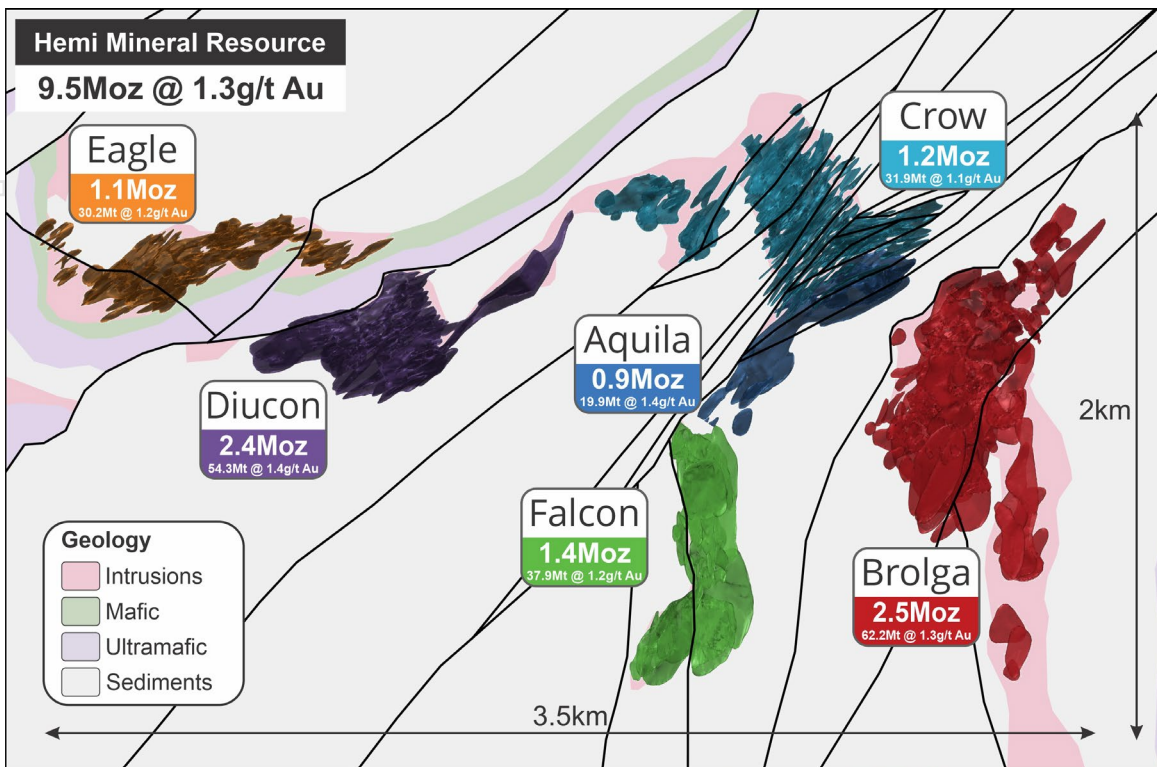 Hemi Mineral Resource
9.5Moz @ 1.3g/t Au
Eagle
1.1Moz
30.2Mt @ 1.2g/t Au
Crow
1.2Moz
31.9Mt @ 1.1g/t Au
Aquila
0.9Moz
19.9Mt @ 1.4g/t Au
Diucon
2.4Moz
54.3Mt @ 1.4g/t Au
2km
Falcon
1.4Moz
37.9Mt @ 1.2g/t Au
Brolga
2.5Moz
62.2Mt @ 1.3g/t Au
Geology
Intrusions
Mafic
Ultramafic
Sediments
3.5km